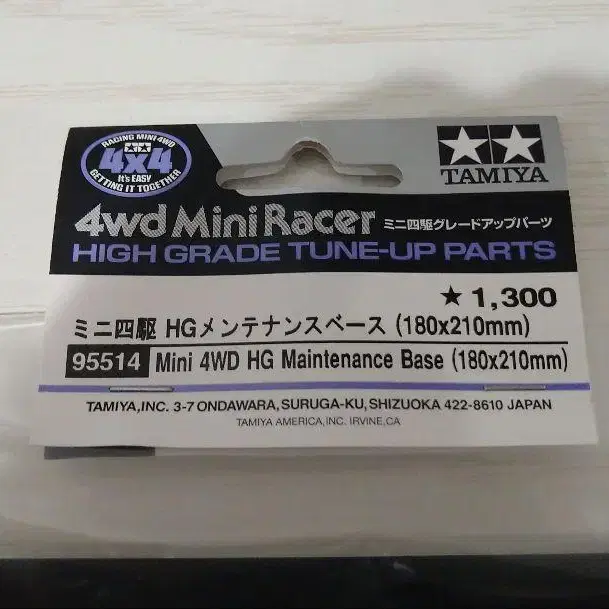 RACING MINI 4WD
4x4
It's EASY
GETTING IT TOGETHER
TAMIYA
4wd Mini Racer ミニ四駆グレードアップパーツ
HIGH GRADE TUNE-UP PARTS
★ 1,300
ミニ四駆 HGメンテナンスベース (180x210mm)
95514 Mini 4WD HG Maintenance Base (180x210mm)
TAMIYA,INC. 3-7 ONDAWARA, SURUGA-KU, SHIZUOKA 422-8610 JAPAN
TAMIYA AMERICA,INC. IRVINE,CA